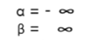 α = - ∞
β = ∞